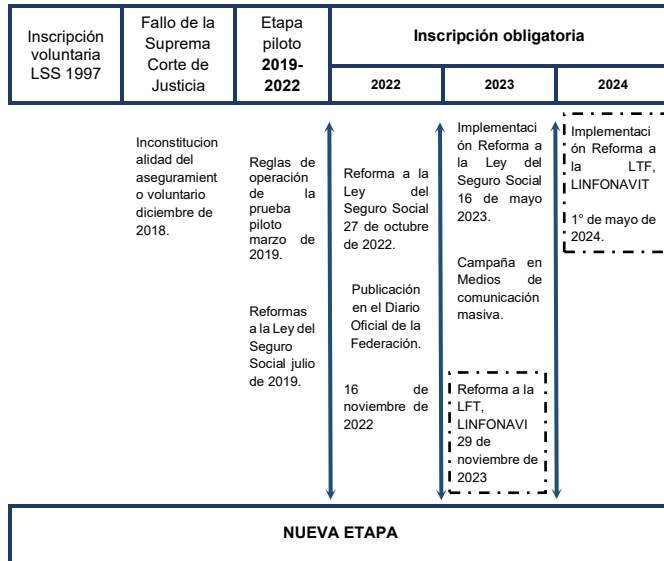 Inscripción
voluntaria
LSS 1997
Fallo de la
Suprema
Corte de
Justicia
Etapa
piloto
2019-
2022
Inscripción obligatoria
2022
2023
2024
Inconstitucion
alidad del
aseguramient
o voluntario
diciembre de
2018.
Reglas de
operación de
la prueba
piloto
marzo de
2019.
Reformas
a la Ley del
Seguro
Social julio
de 2019.
Reforma a la
Ley del
Seguro Social
27 de octubre
de 2022.
Publicación
en el Diario
Oficial de la
Federación.
16 de
noviembre de
2022
Implementaci
ón Reforma a
la Ley del
Seguro Social
16 de mayo
2023.
Campaña en
Medios de
comunicación
masiva.
Reforma a la
LFT,
LINFONAVI
29 de
noviembre de
2023
Implementaci
ón Reforma a
la LTF,
LINFONAVIT
1° de mayo de
2024.
NUEVA ETAPA